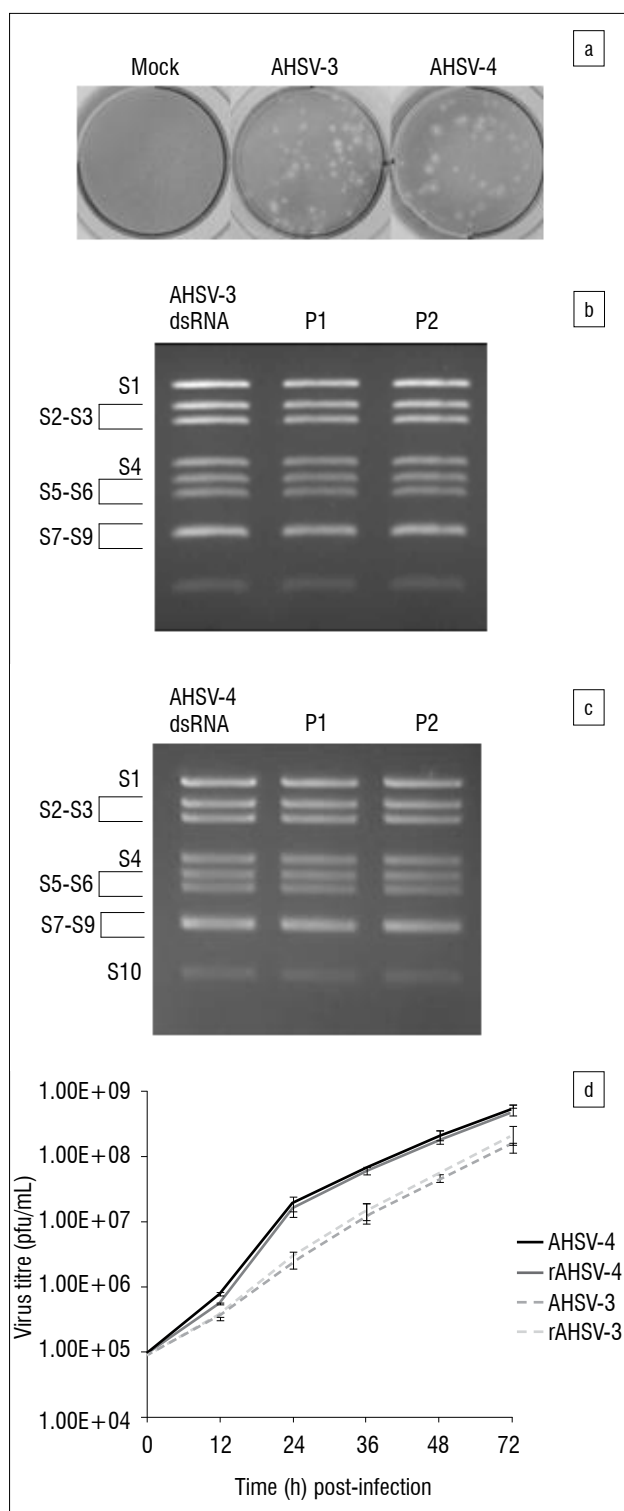 a
Mock AHSV-3 AHSV-4
b
AHSV-3
dsRNA P1 P2
S1
S2-S3
S4
S5-S6
S7-S9
c
AHSV-4
dsRNA P1 P2
S1
S2-S3
S4
S5-S6
S7-S9
S10
d
1.00E+09
1.00E+08
1.00E+07
1.00E+06
1.00E+05
1.00E+04
Virus titre (pfu/mL)
AHSV-4
rAHSV-4
AHSV-3
rAHSV-3
0 12 24 36 48 72
Time (h) post-infection